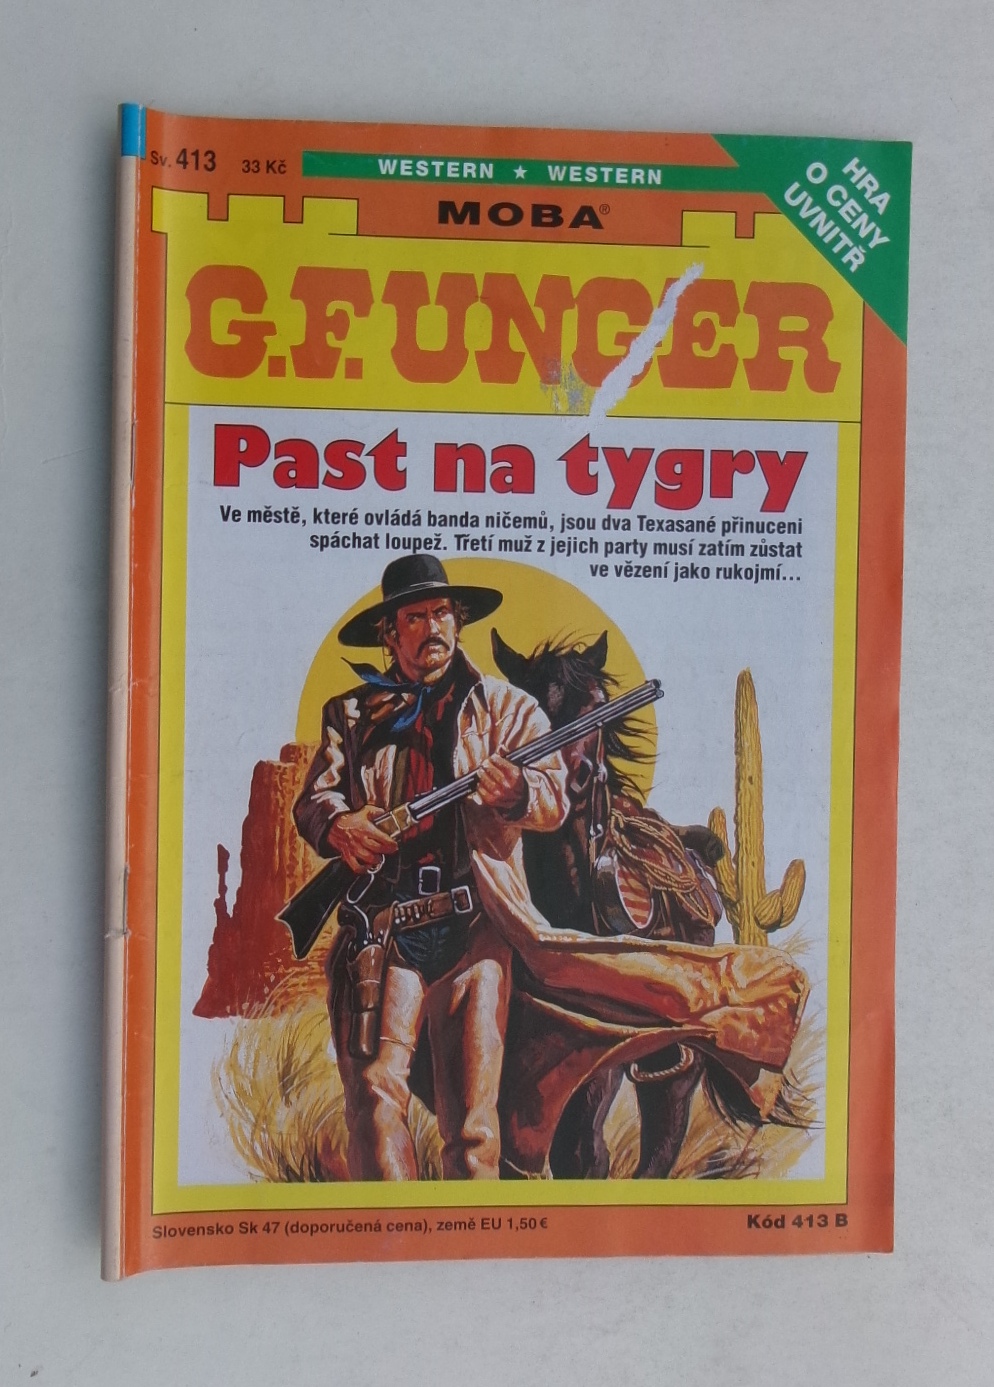 Sv. 413 33 Kč
WESTERN ★ WESTERN
HRA
O CENY
UVNITŘ
MOBA®
G.F. UNGER
Past na tygry
Ve městě, které ovládá banda ničemů, jsou dva Texasané přinuceni
spáchat loupež. Třetí muž z jejich party musí zatím zůstat
ve vězení jako rukojmí...
Slovensko Sk 47 (doporučená cena), země EU 1,50 €
Kód 413 B